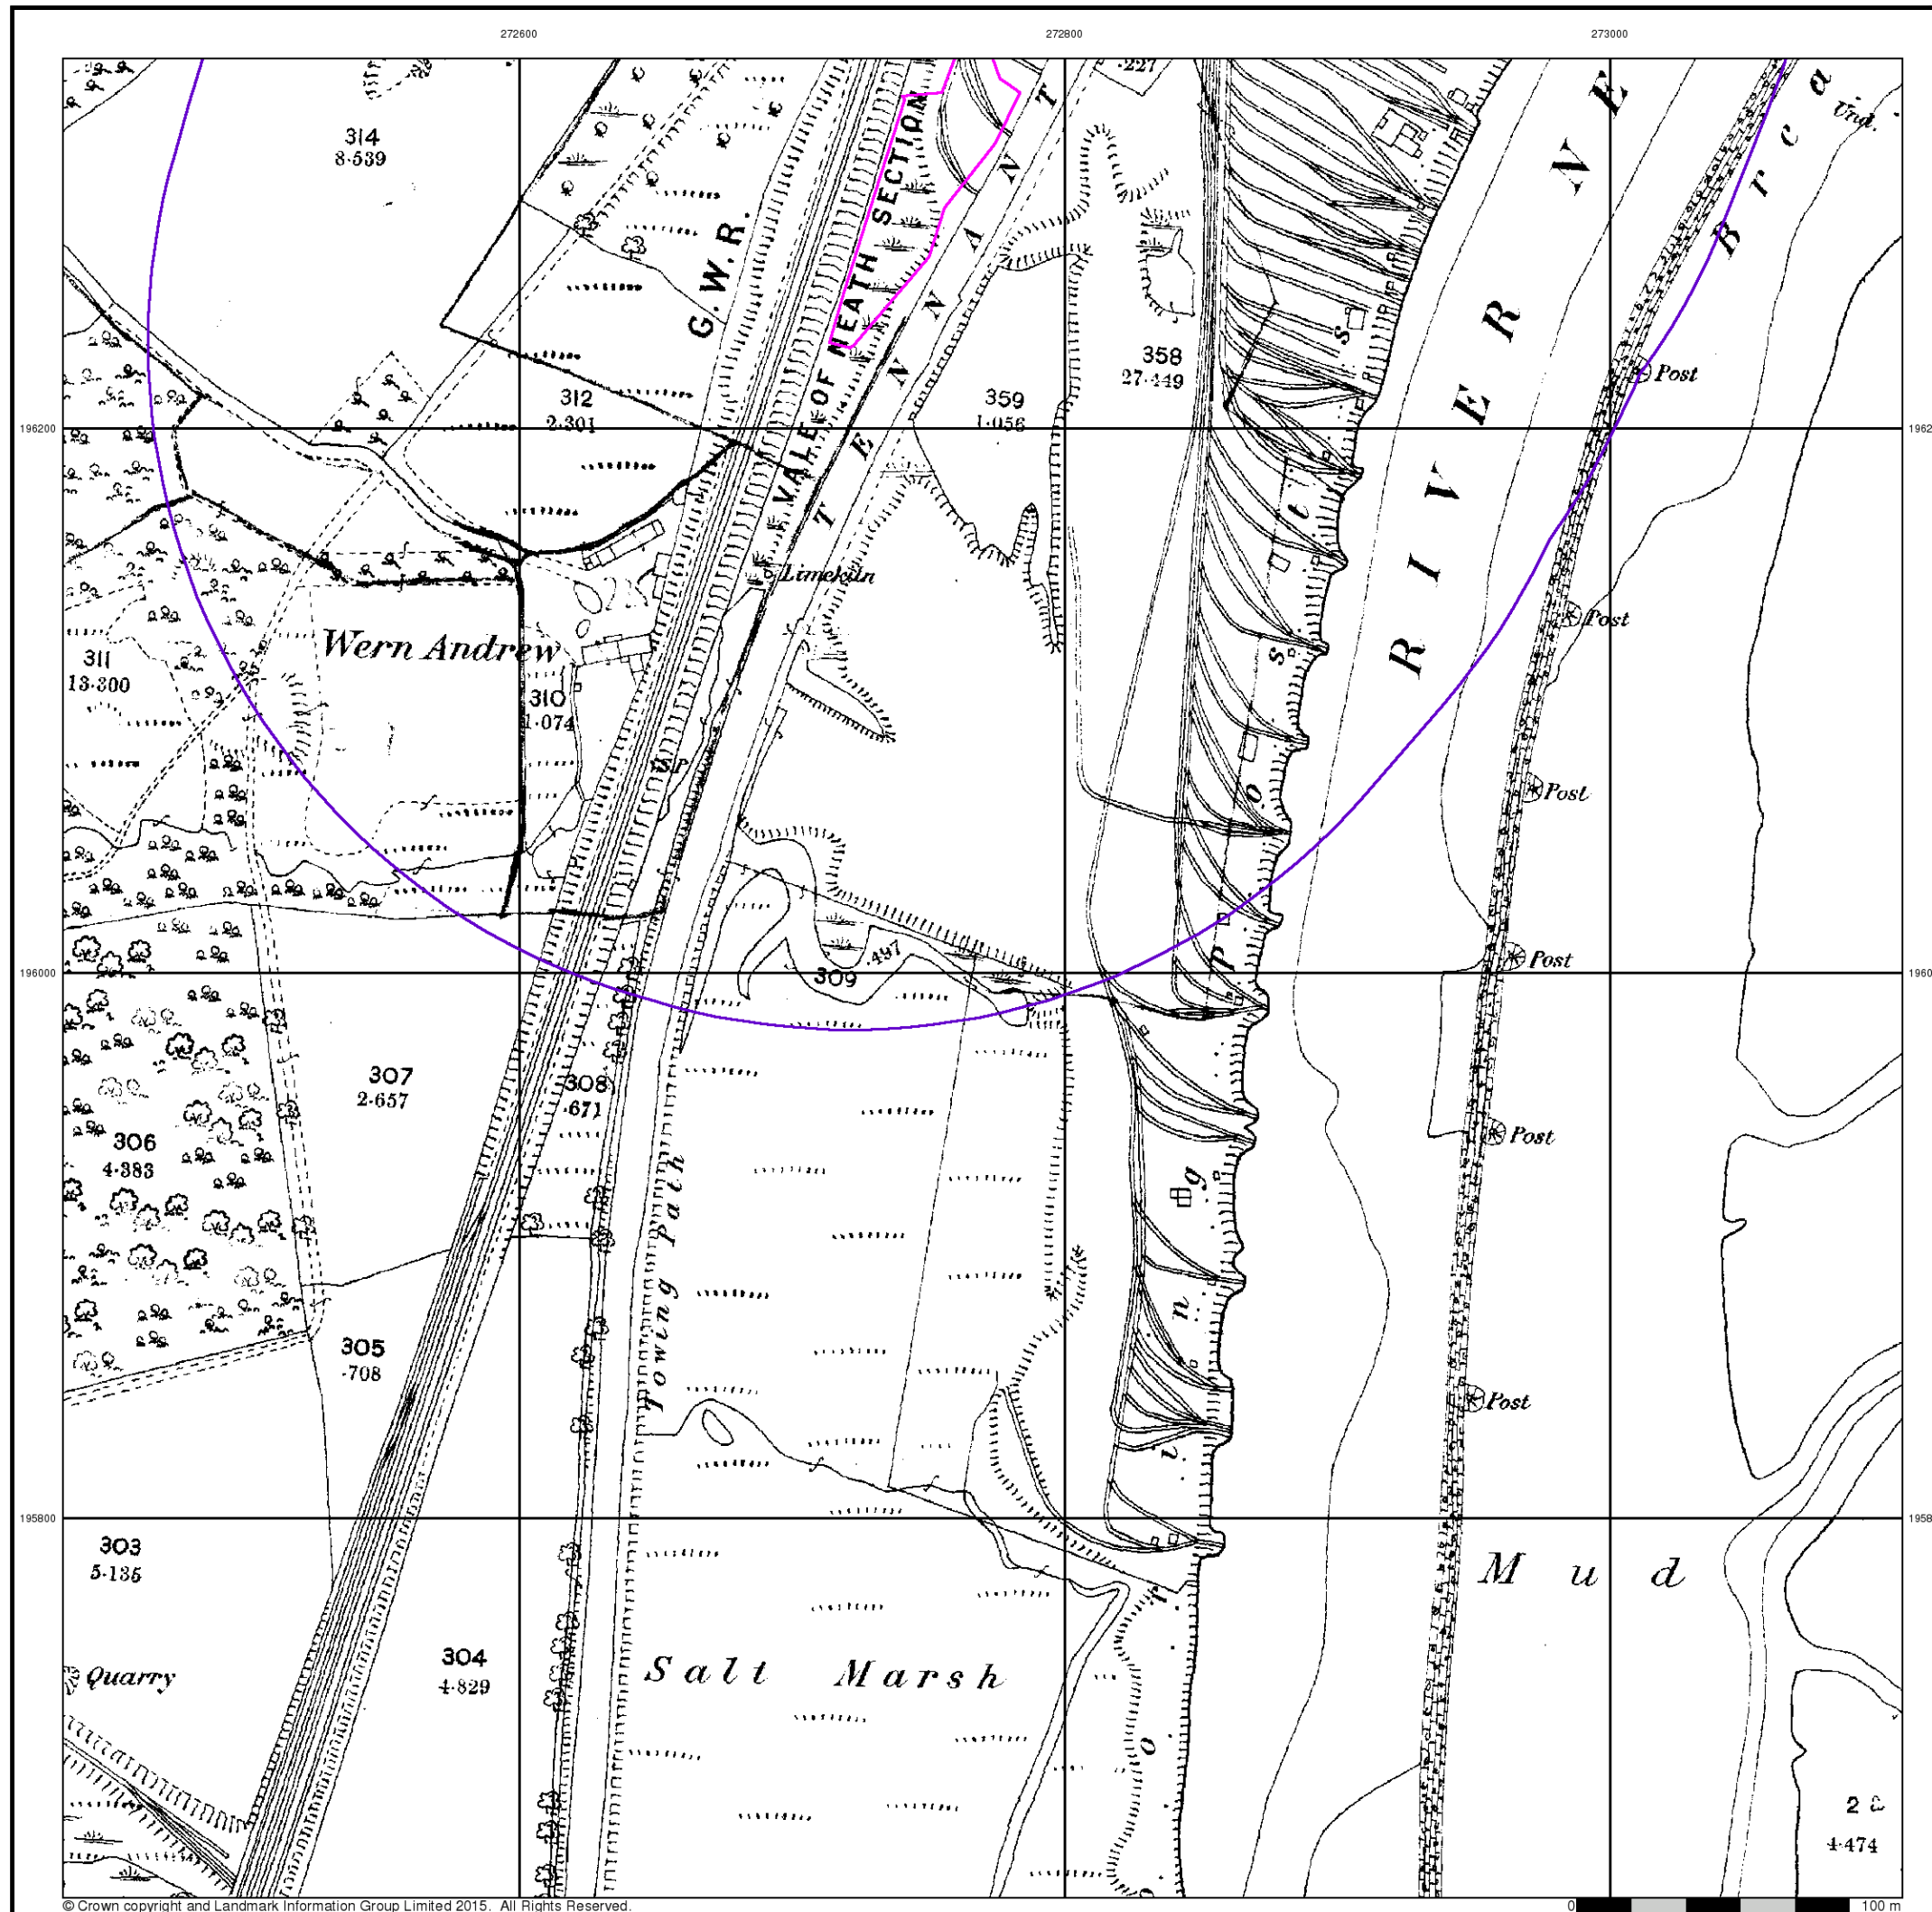 272600
272800
273000
314
8·539
.227
Und.
G. W. R.
VALE OF NEATH SECTION
TENNANT
RIVER NE
Brea
358
27·449
359
1·056
312
2·301
196200
Post
Limekiln
Post
Wern Andrew
311
13·300
310
1·074
S.P
Post
309
·497
Post
196000
307
2·657
308
·671
Post
306
4·383
Towing Path
305
·708
Post
195800
303
5·135
Mud
304
4·829
Salt Marsh
Quarry
4·474
© Crown copyright and Landmark Information Group Limited 2015. All Rights Reserved.
0
100 m